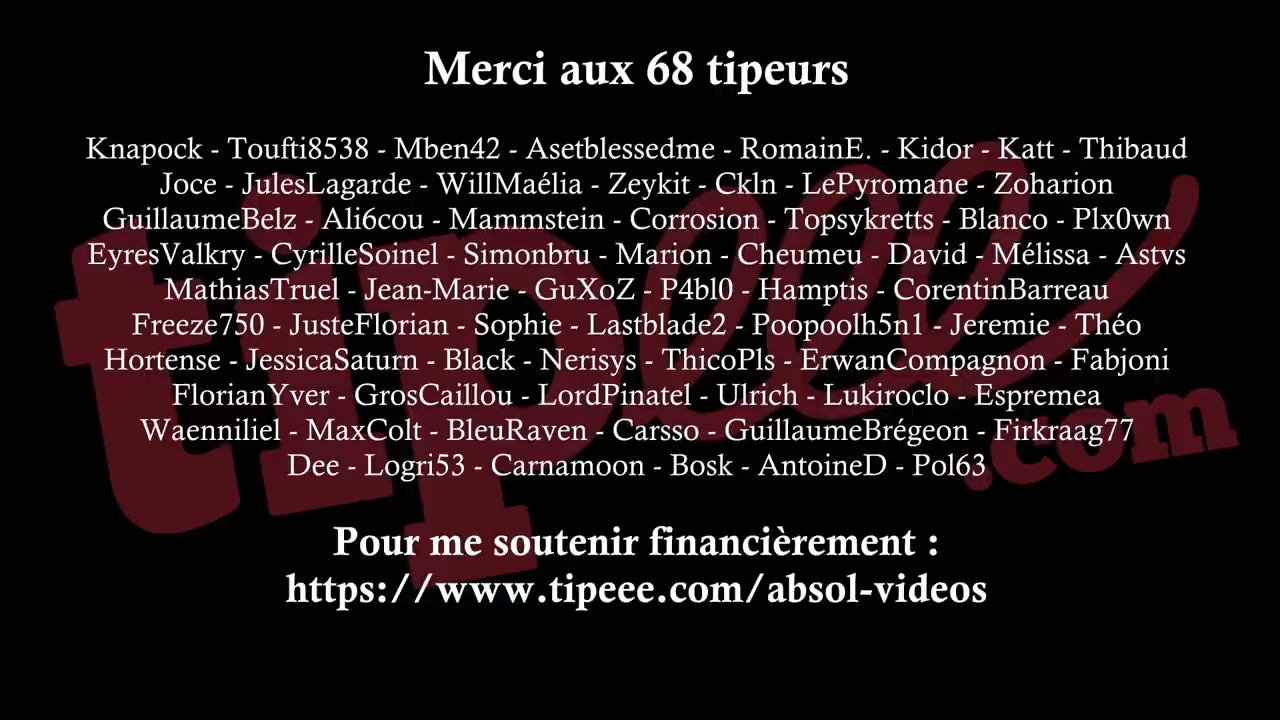 Merci aux 68 tipeurs
Knapock - Toufti8538 - Mben42 - Asetblessedme - RomainE. - Kidor - Katt - Thibaud
Joce - JulesLagarde - WillMaélia - Zeykit - Ckln - LePyromane - Zoharion
GuillaumeBelz - Ali6cou - Mammstein - Corrosion - Topsykretts - Blanco - Plx0wn
EyresValkry - CyrilleSoinel - Simonbru - Marion - Cheumeu - David - Mélissa - Astvs
MathiasTruel - Jean-Marie - GuXoZ - P4bl0 - Hamptis - CorentinBarreau
Freeze750 - JusteFlorian - Sophie - Lastblade2 - Poopoolh5n1 - Jeremie - Théo
Hortense - JessicaSaturn - Black - Nerisys - ThicoPls - ErwanCompagnon - Fabjoni
FlorianYver - GrosCaillou - LordPinatel - Ulrich - Lukiroclo - Espremea
Waenniliel - MaxColt - BleuRaven - Carsso - GuillaumeBrégeon - Firkraag77
Dee - Logri53 - Carnamoon - Bosk - AntoineD - Pol63
Pour me soutenir financièrement :
https://www.tipeee.com/absol-videos
tipeee.com